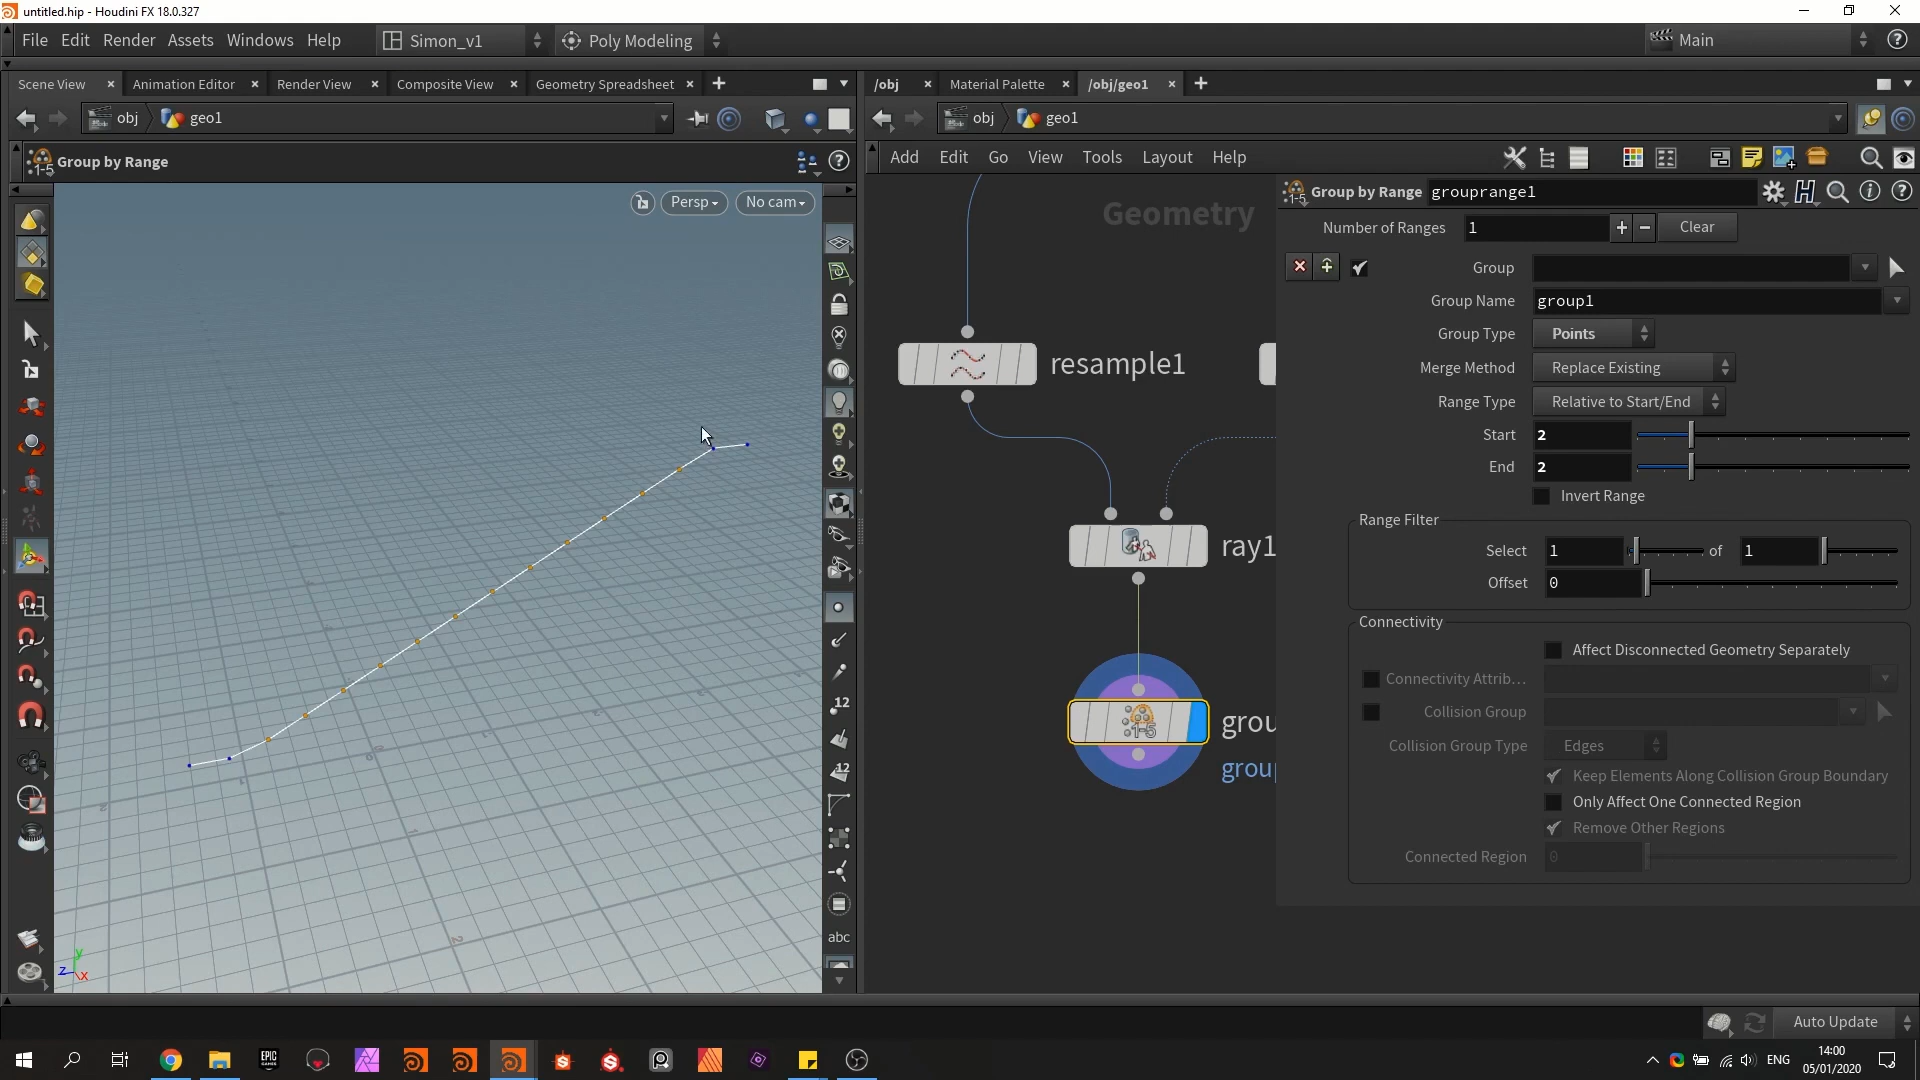 untitled.hip - Houdini FX 18.0.327
File Edit Render Assets Windows Help Simon_v1 Poly Modeling Main
Scene View Animation Editor Render View Composite View Geometry Spreadsheet
/obj Material Palette /obj/geo1
obj geo1
obj geo1
Group by Range
Persp
No cam
12
12
abc
y
z
x
Add Edit Go View Tools Layout Help
Geometry
resample1
ray1
grou
group
Group by Range grouprange1
Number of Ranges 1 Clear
Group
Group Name group1
Group Type Points
Merge Method Replace Existing
Range Type Relative to Start/End
Start 2
End 2
Invert Range
Range Filter
Select 1 of 1
Offset 0
Connectivity
Affect Disconnected Geometry Separately
Connectivity Attrib...
Collision Group
Collision Group Type Edges
Keep Elements Along Collision Group Boundary
Only Affect One Connected Region
Remove Other Regions
Connected Region 0
Auto Update
EPIC GAMES
ENG
14:00
05/01/2020